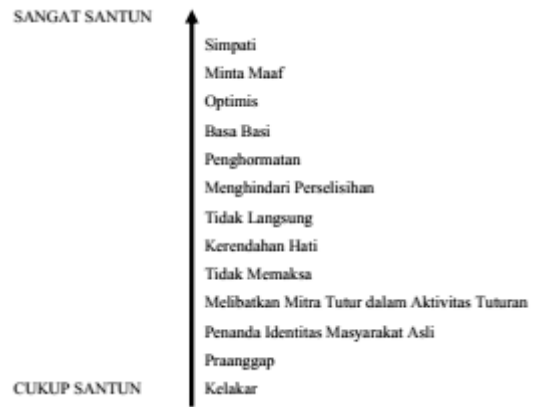 SANGAT SANTUN
Simpati
Minta Maaf
Optimis
Basa Basi
Penghormatan
Menghindari Perselisihan
Tidak Langsung
Kerendahan Hati
Tidak Memaksa
Melibatkan Mitra Tutur dalam Aktivitas Tuturan
Penanda Identitas Masyarakat Asli
Praanggap
CUKUP SANTUN Kelakar